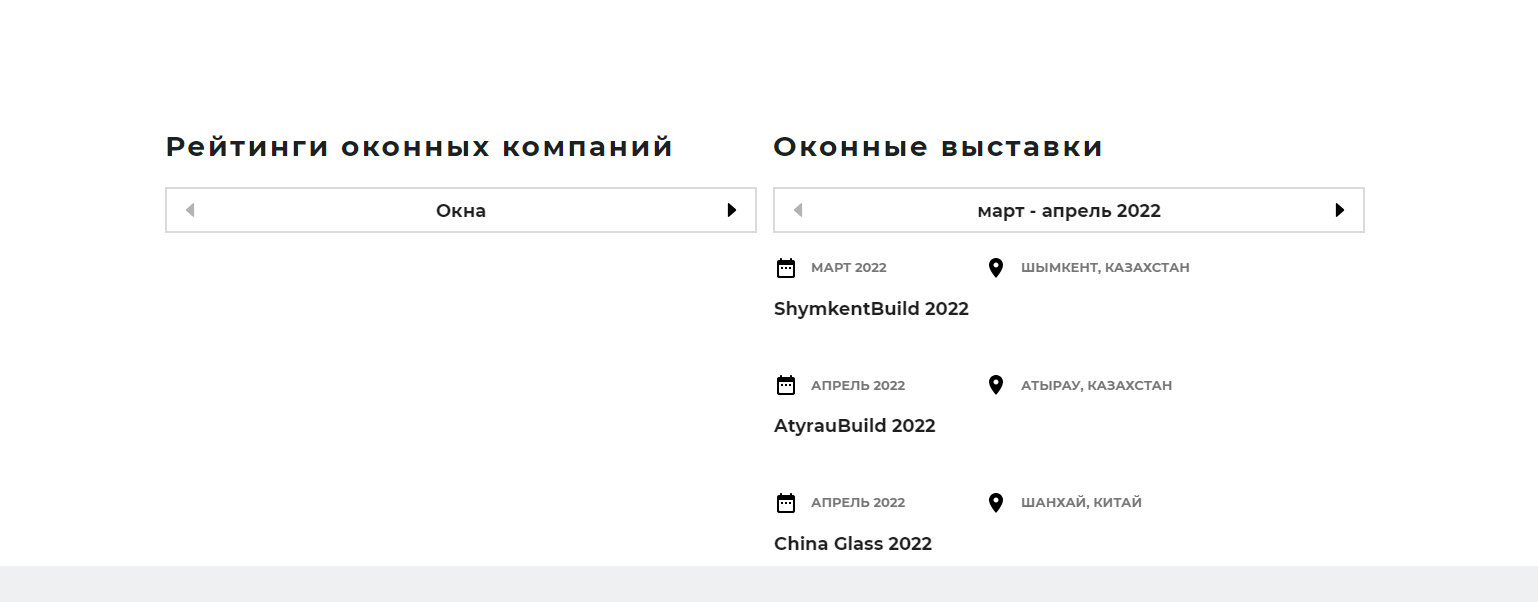 Рейтинги оконных компаний
Окна
Оконные выставки
март - апрель 2022
МАРТ 2022
ШЫМКЕНТ, КАЗАХСТАН
ShymkentBuild 2022
АПРЕЛЬ 2022
АТЫРАУ, КАЗАХСТАН
AtyrauBuild 2022
АПРЕЛЬ 2022
ШАНХАЙ, КИТАЙ
China Glass 2022